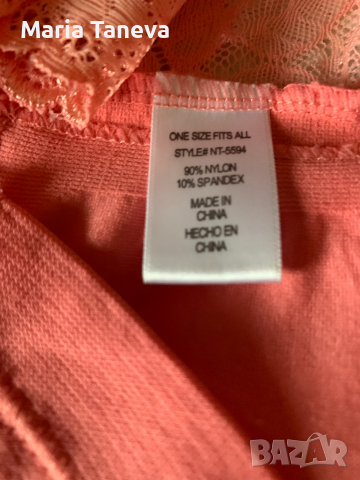 Maria Taneva
ONE SIZE FITS ALL
STYLE# NT-5594
90% NYLON
10% SPANDEX
MADE IN
CHINA
HECHO EN
CHINA
BAZAR